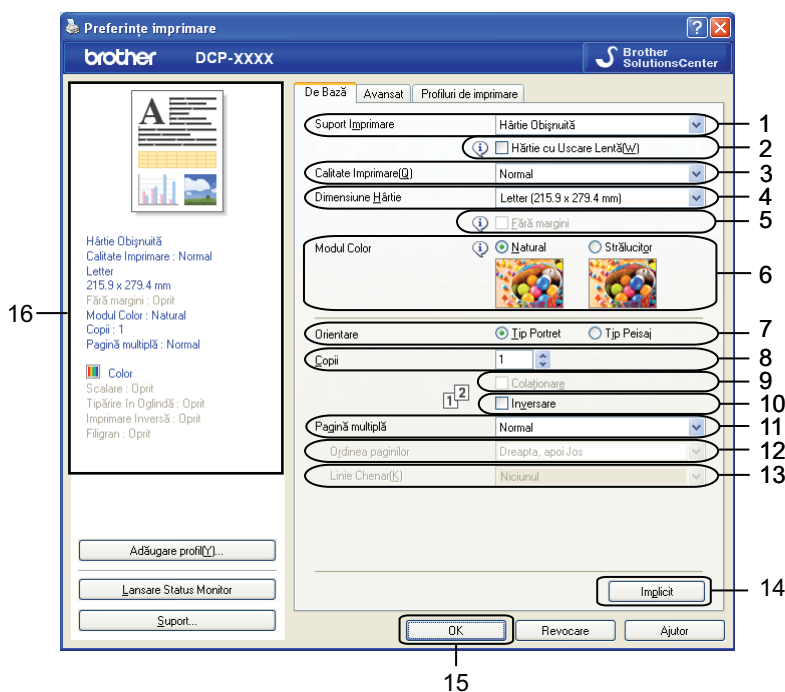 Preferinţe imprimare
brother DCP-XXXX
Brother
SolutionsCenter
De Bază Avansat Profiluri de imprimare
Suport Imprimare Hârtie Obişnuită 1
Hârtie cu Uscare Lentă(W) 2
Calitate Imprimare(Q) Normal 3
Dimensiune Hârtie Letter (215.9 x 279.4 mm) 4
Fără margini 5
Modul Color Natural Strălucitor
6
Orientare Tip Portret Tip Peisaj 7
Copii 1 8
Colaţionare 9
12
Inversare 10
Pagină multiplă Normal 11
Ordinea paginilor Dreapta, apoi Jos 12
Linie Chenar(K) Niciunul 13
Implicit 14
OK Revocare Ajutor
15
16
A
Hârtie Obişnuită
Calitate Imprimare : Normal
Letter
215.9 x 279.4 mm
Fără margini : Oprit
Modul Color : Natural
Copii : 1
Pagină multiplă : Normal
Color
Scalare : Oprit
Tipărire în Oglindă : Oprit
Imprimare Inversă : Oprit
Filigran : Oprit
Adăugare profil(Y)...
Lansare Status Monitor
Suport...